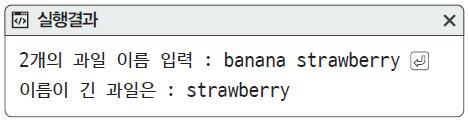 실행결과
2개의 과일 이름 입력 : banana strawberry
이름이 긴 과일은 : strawberry